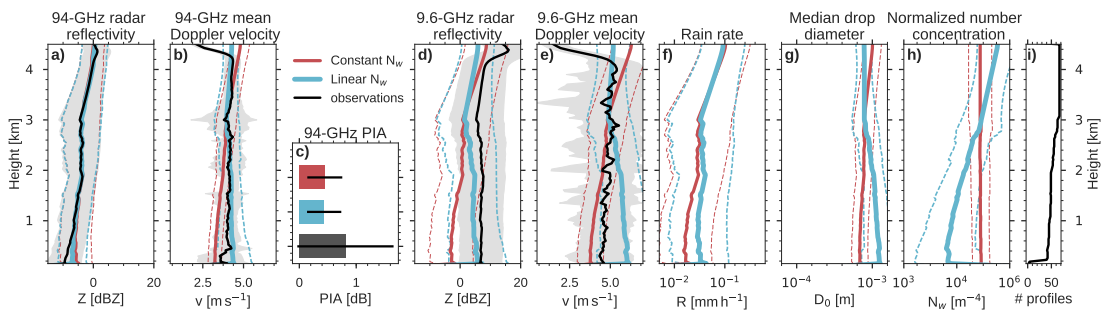 94-GHz radar reflectivity
94-GHz mean Doppler velocity
9.6-GHz radar reflectivity
9.6-GHz mean Doppler velocity
Rain rate
Median drop diameter
Normalized number concentration
a)
b)
Constant N_w
Linear N_w
observations
94-GHz PIA
c)
d)
e)
f)
g)
h)
i)
Height [km]
4
3
2
1
4
3
2
1
Height [km]
−20 0 20
Z [dBZ]
2.5 5.0
v [m s⁻¹]
0 1
PIA [dB]
−20 0 20
Z [dBZ]
2.5 5.0
v [m s⁻¹]
10⁻² 10⁻¹
R [mm h⁻¹]
10⁻⁴ 10⁻³
D₀ [m]
10² 10⁴ 10⁶
N_w [m⁻⁴]
0 50
# profiles